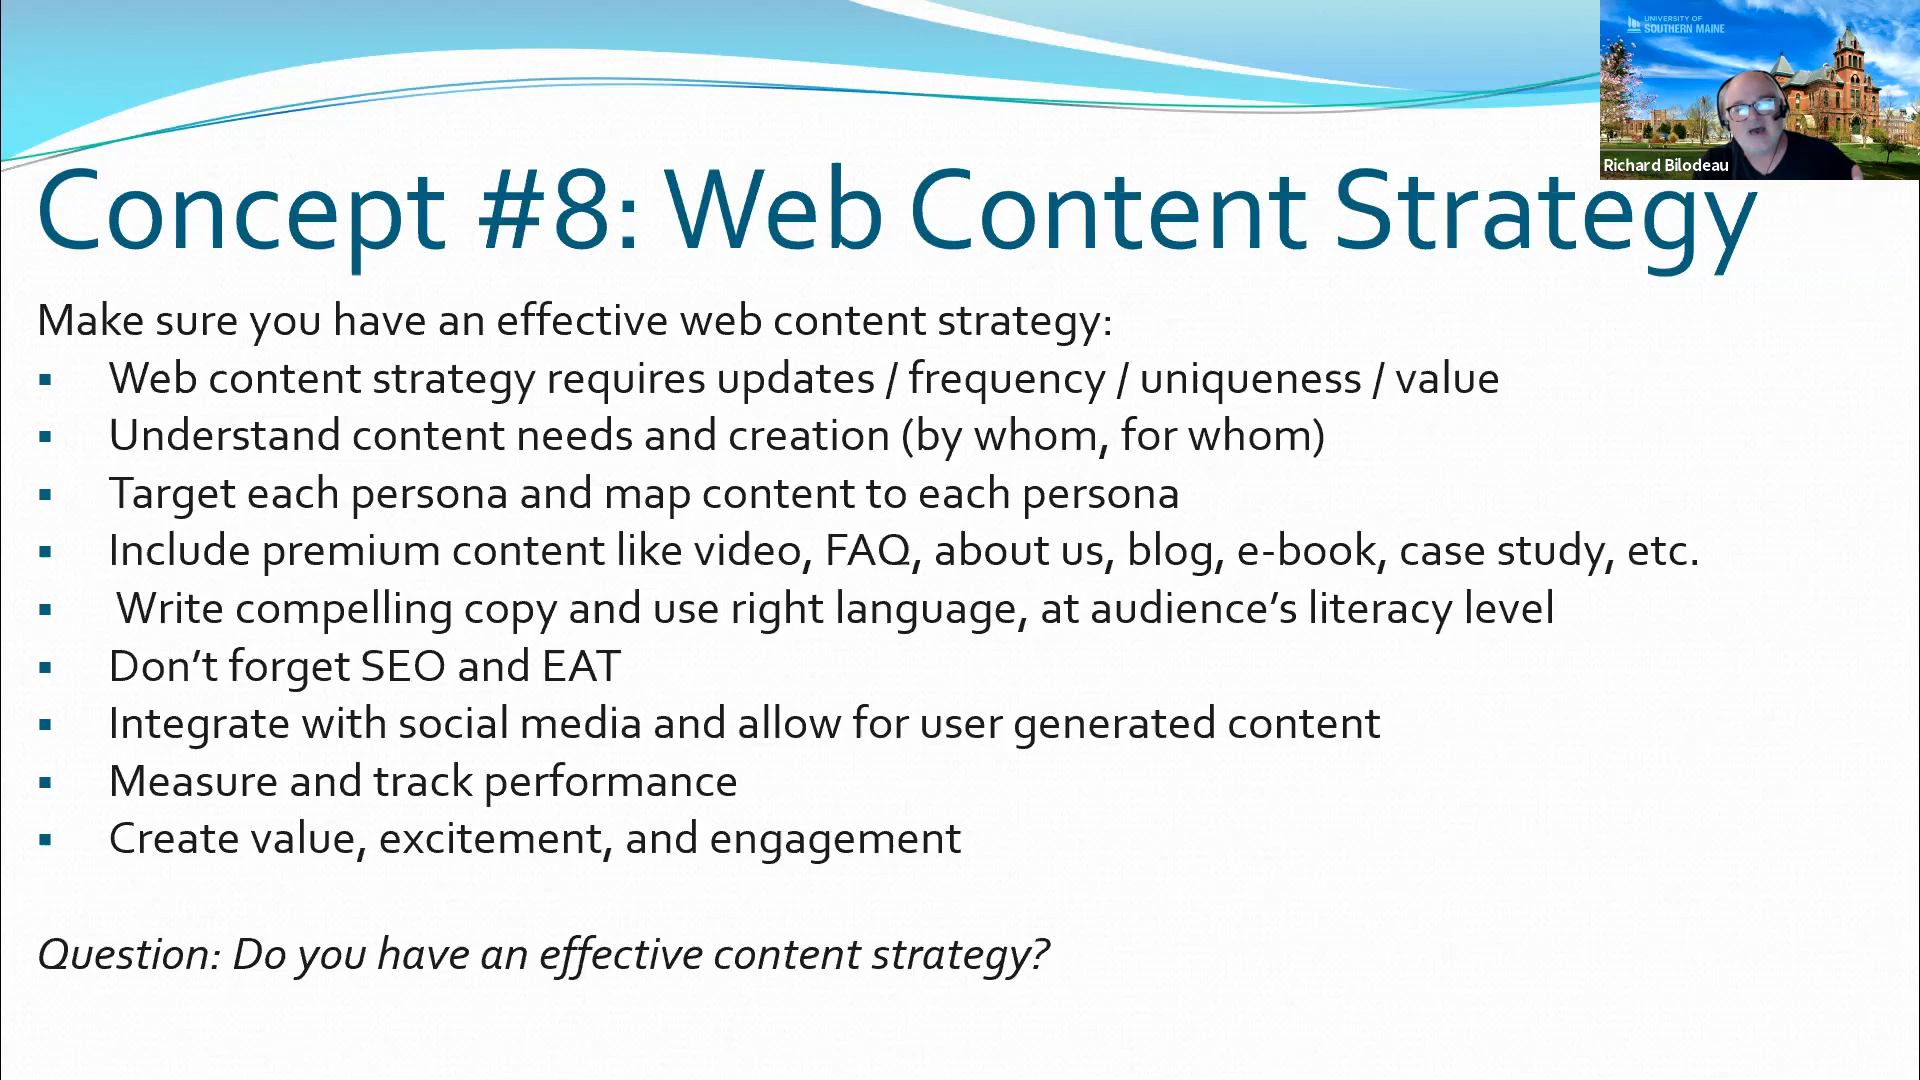 UNIVERSITY OF
SOUTHERN MAINE
Richard Bilodeau
Concept #8: Web Content Strategy
Make sure you have an effective web content strategy:
▪ Web content strategy requires updates / frequency / uniqueness / value
▪ Understand content needs and creation (by whom, for whom)
▪ Target each persona and map content to each persona
▪ Include premium content like video, FAQ, about us, blog, e-book, case study, etc.
▪ Write compelling copy and use right language, at audience’s literacy level
▪ Don’t forget SEO and EAT
▪ Integrate with social media and allow for user generated content
▪ Measure and track performance
▪ Create value, excitement, and engagement
Question: Do you have an effective content strategy?